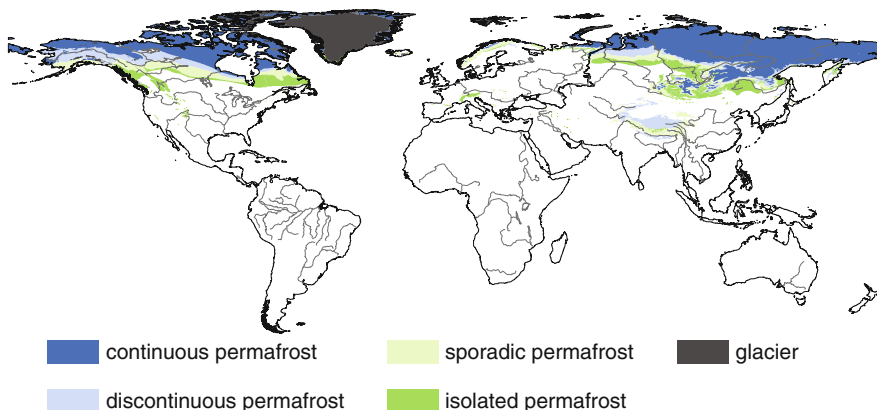 continuous permafrost
sporadic permafrost
glacier
discontinuous permafrost
isolated permafrost